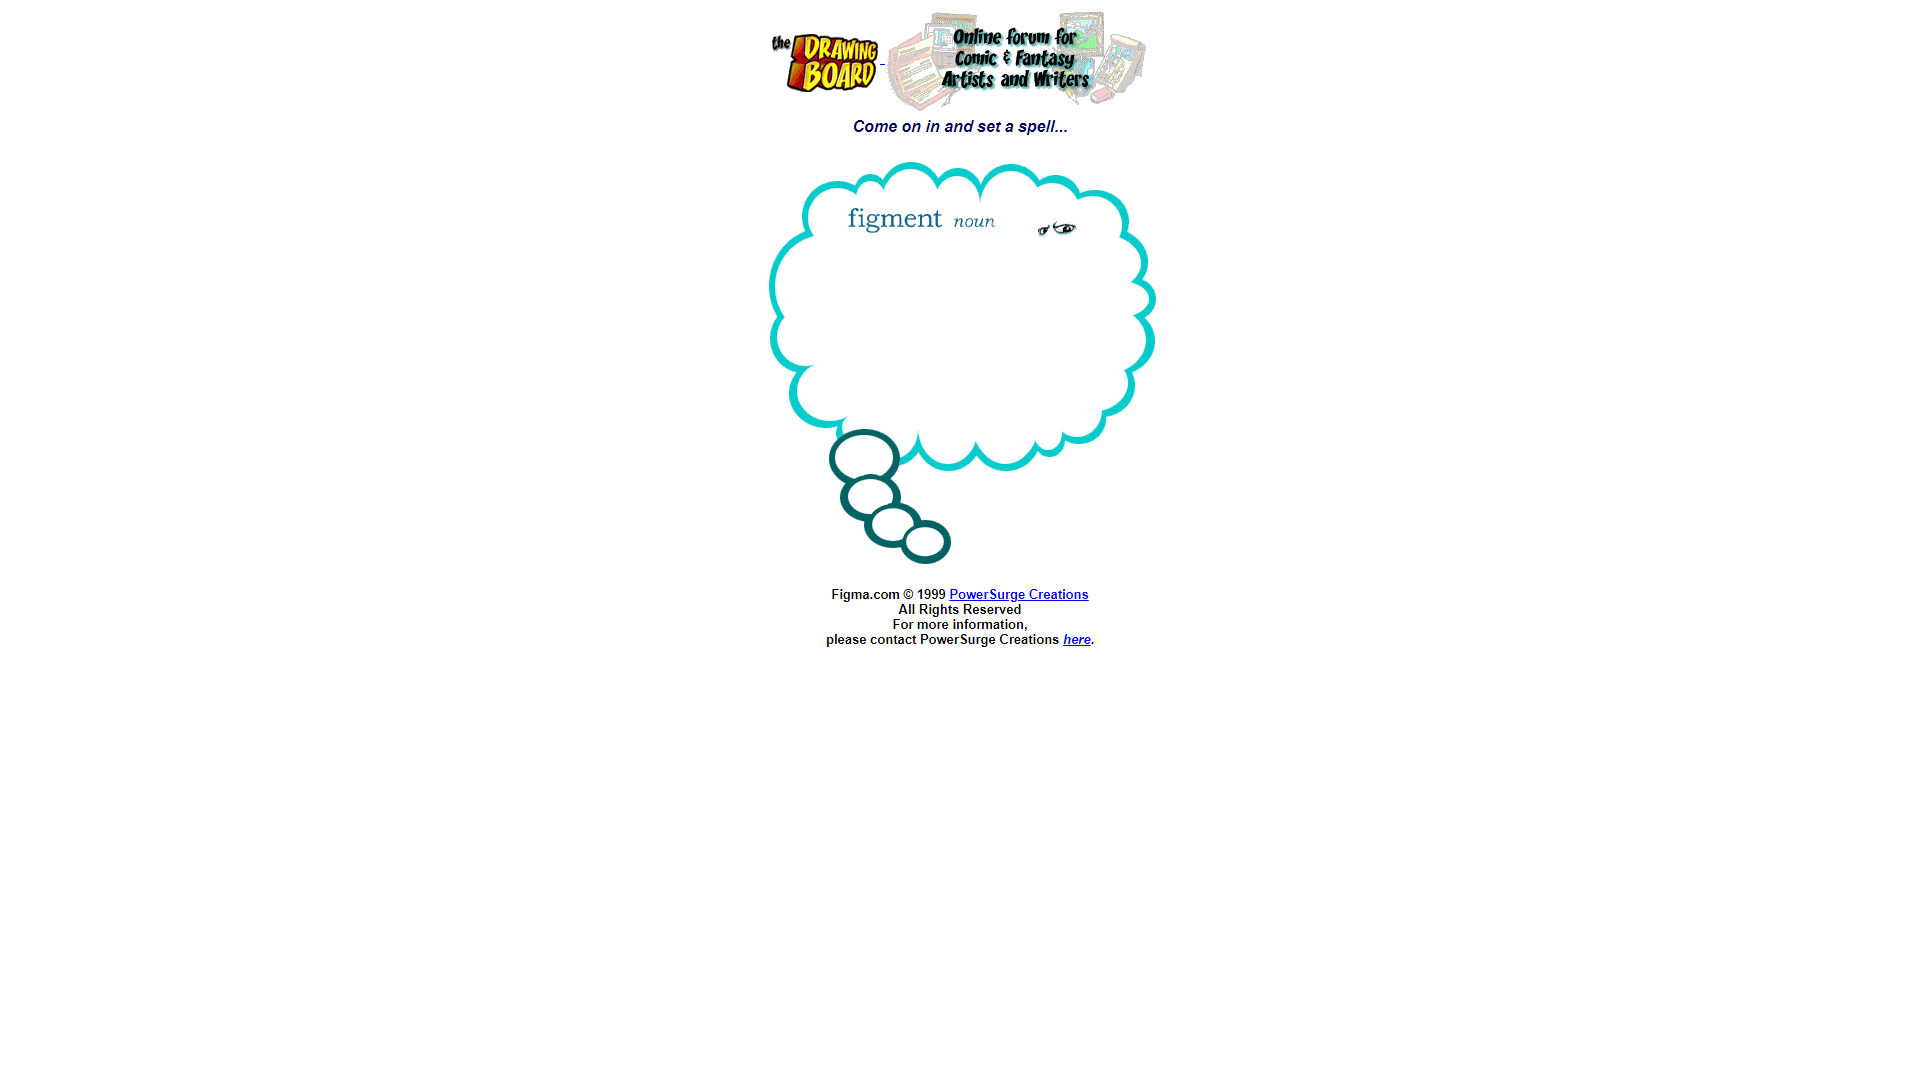 the DRAWING BOARD
Online forum for
Comic & Fantasy
Artists and Writers
Come on in and set a spell...
figment noun
Figma.com © 1999 PowerSurge Creations
All Rights Reserved
For more information,
please contact PowerSurge Creations here.